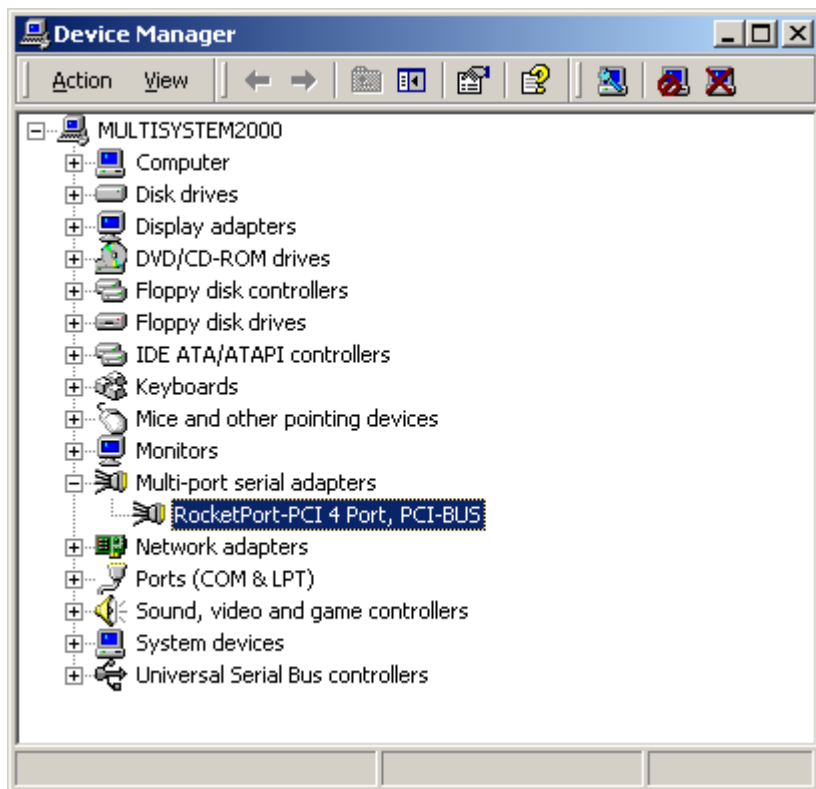 Device Manager
Action View
MULTISYSTEM2000
Computer
Disk drives
Display adapters
DVD/CD-ROM drives
Floppy disk controllers
Floppy disk drives
IDE ATA/ATAPI controllers
Keyboards
Mice and other pointing devices
Monitors
Multi-port serial adapters
RocketPort-PCI 4 Port, PCI-BUS
Network adapters
Ports (COM & LPT)
Sound, video and game controllers
System devices
Universal Serial Bus controllers